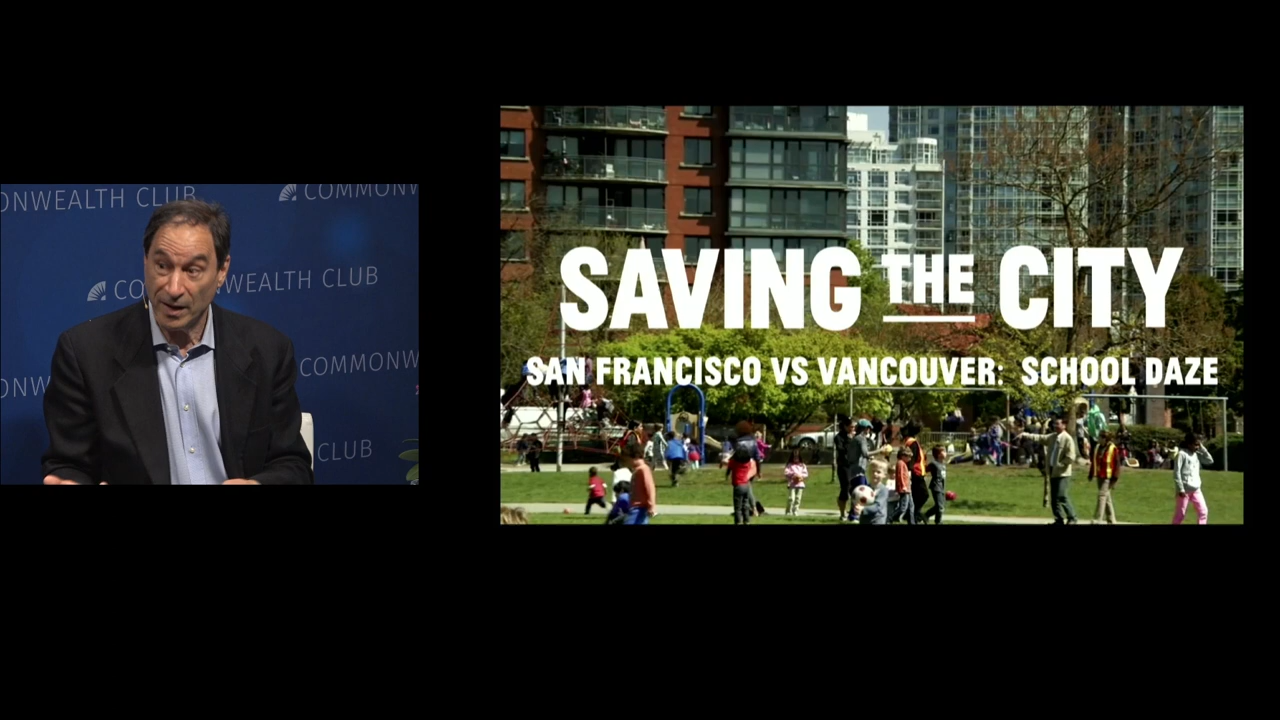 ONWEALTH CLUB
COMMONW
COMMONWEALTH CLUB
COMMONW
ONW
CLUB
SAVING THE CITY
SAN FRANCISCO VS VANCOUVER: SCHOOL DAZE